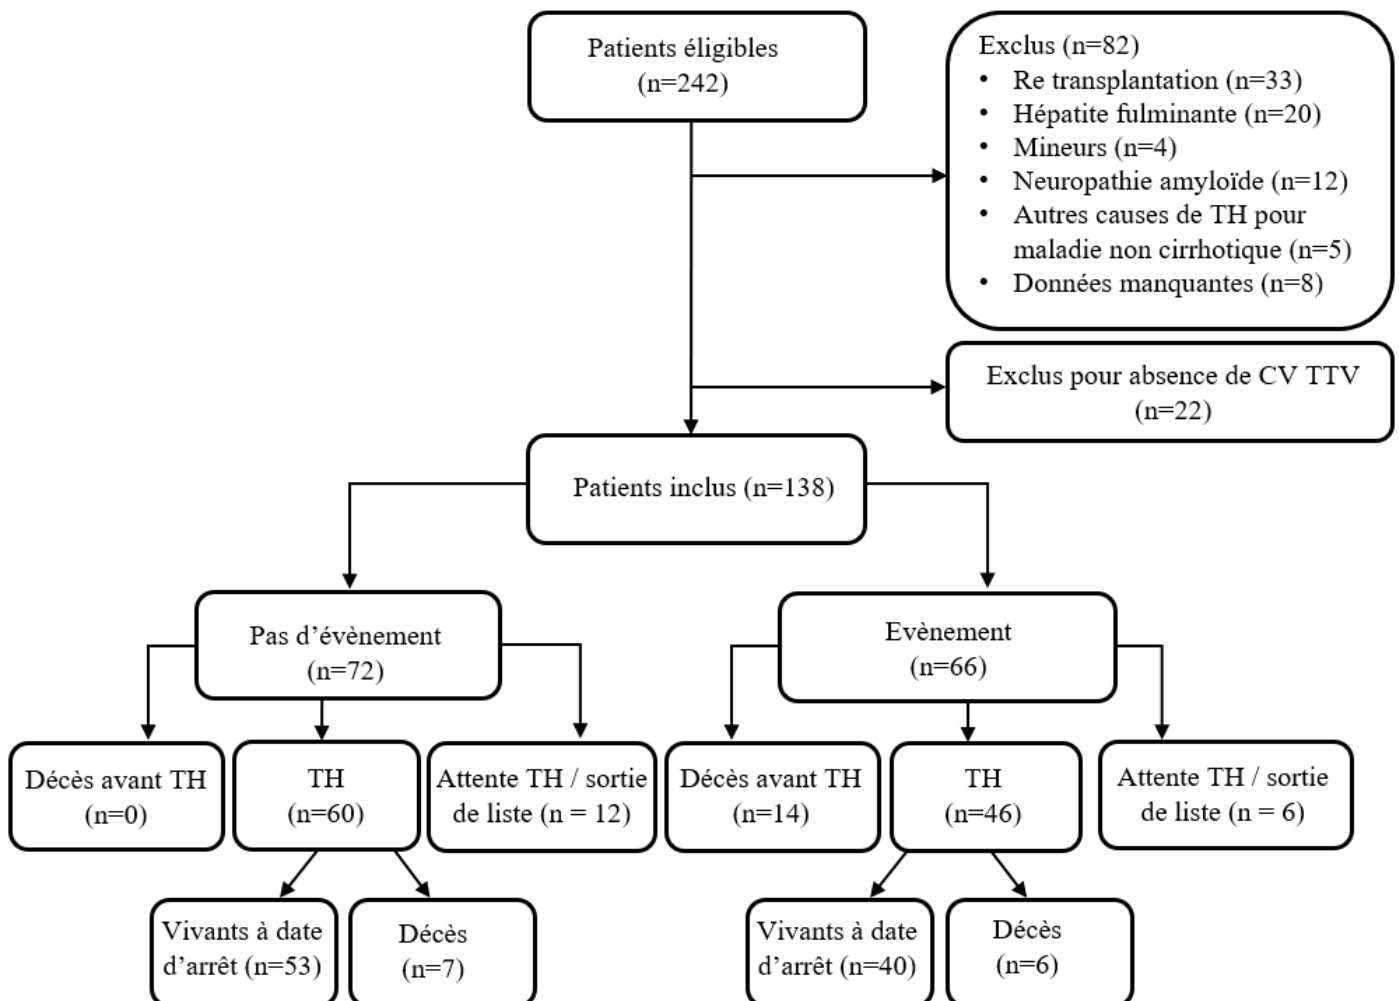 Patients éligibles
(n=242)
Exclus (n=82)
• Re transplantation (n=33)
• Hépatite fulminante (n=20)
• Mineurs (n=4)
• Neuropathie amyloïde (n=12)
• Autres causes de TH pour
maladie non cirrhotique (n=5)
• Données manquantes (n=8)
Exclus pour absence de CV TTV
(n=22)
Patients inclus (n=138)
Pas d’évènement
(n=72)
Evènement
(n=66)
Décès avant TH
(n=0)
TH
(n=60)
Attente TH / sortie
de liste (n = 12)
Décès avant TH
(n=14)
TH
(n=46)
Attente TH / sortie
de liste (n = 6)
Vivants à date
d’arrêt (n=53)
Décès
(n=7)
Vivants à date
d’arrêt (n=40)
Décès
(n=6)